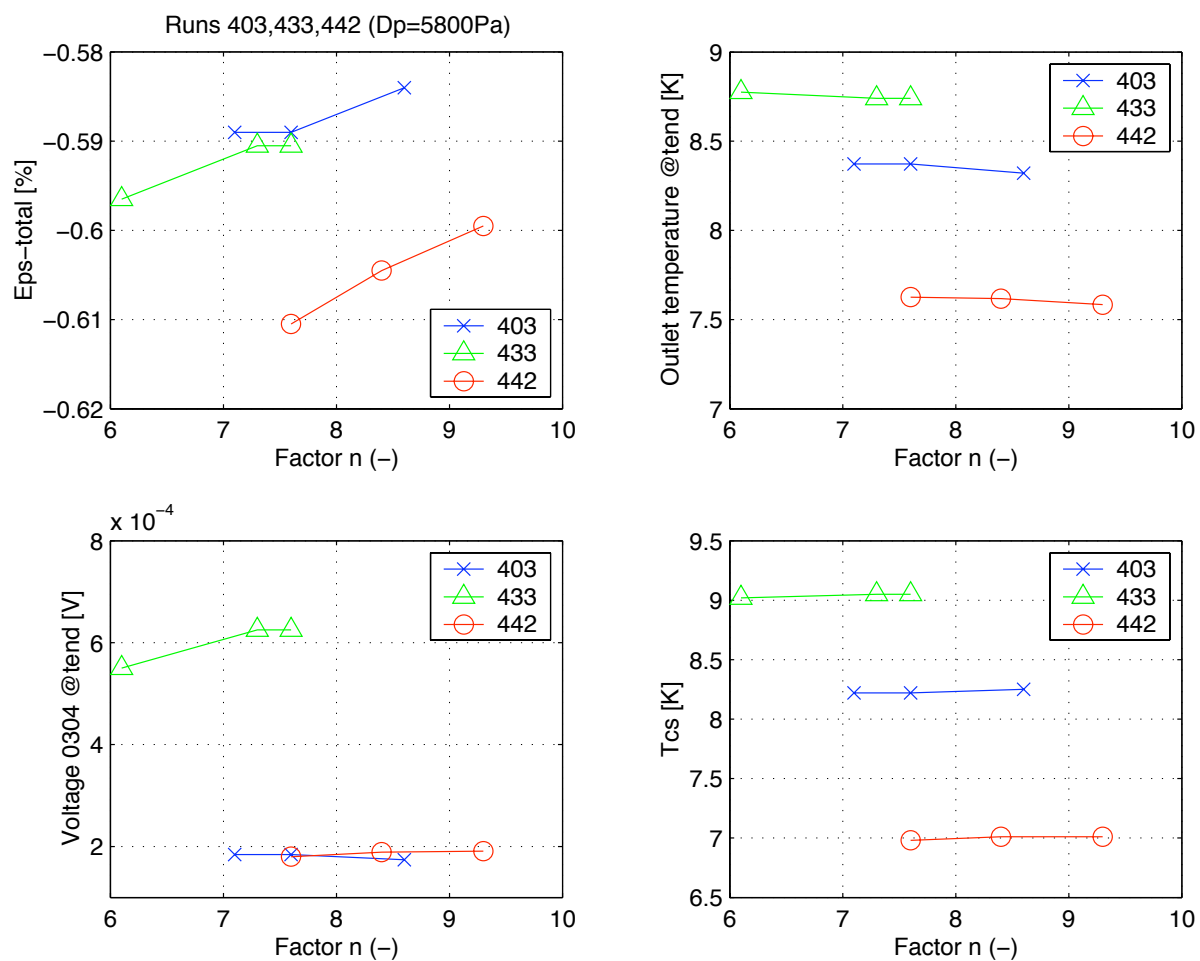 Runs 403,433,442 (Dp=5800Pa)
−0.58
−0.59
−0.6
−0.61
−0.62
Eps−total [%]
6 7 8 9 10
Factor n (−)
403
433
442
9
8.5
8
7.5
7
Outlet temperature @tend [K]
6 7 8 9 10
Factor n (−)
403
433
442
x 10−4
8
6
4
2
Voltage 0304 @tend [V]
6 7 8 9 10
Factor n (−)
403
433
442
9.5
9
8.5
8
7.5
7
6.5
Tcs [K]
6 7 8 9 10
Factor n (−)
403
433
442